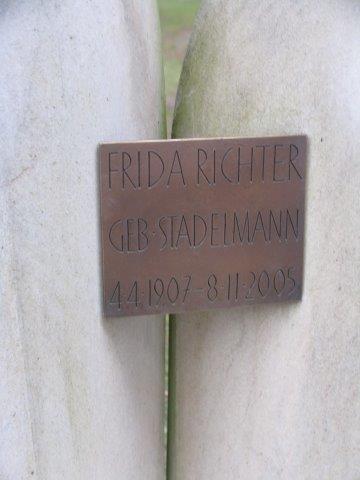 FRIDA RICHTER
GEB·STADELMANN
4·4·1907–8·11·2005